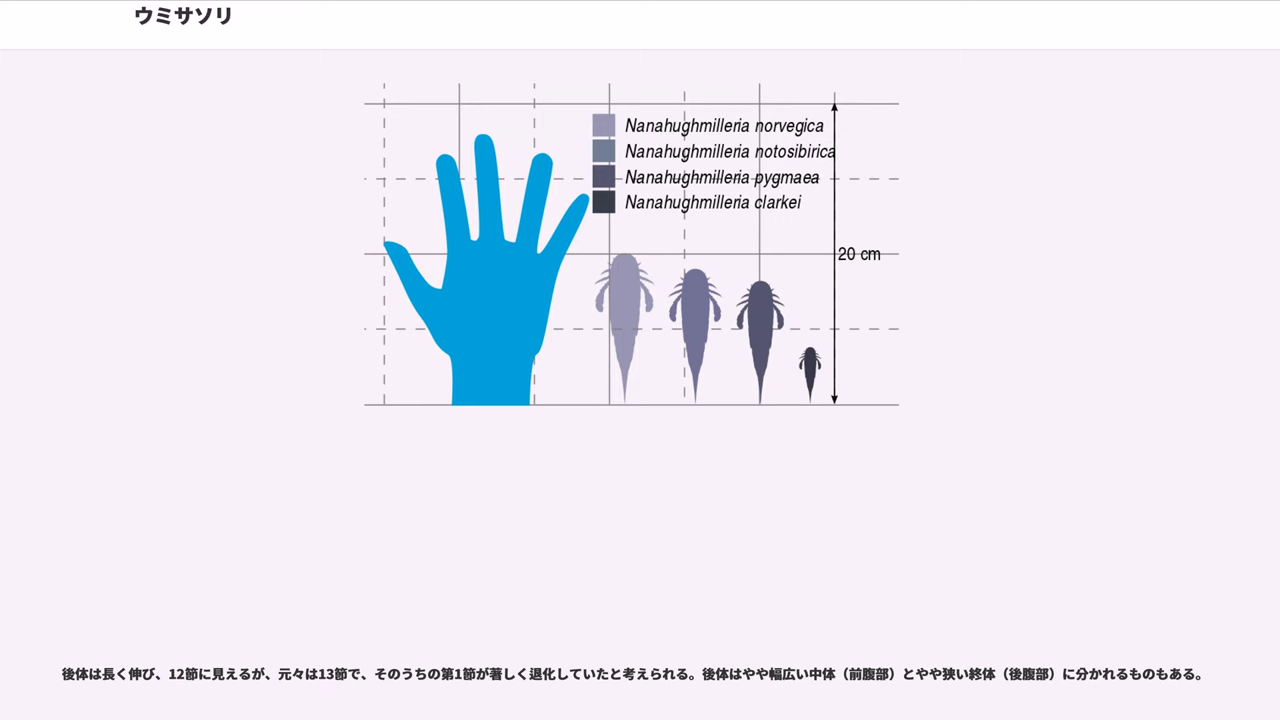 ウミサソリ
Nanahughmilleria norvegica
Nanahughmilleria notosibirica
Nanahughmilleria pygmaea
Nanahughmilleria clarkei
20 cm
後体は長く伸び、12節に見えるが、元々は13節で、そのうちの第1節が著しく退化していたと考えられる。後体はやや幅広い中体（前腹部）とやや狭い終体（後腹部）に分かれるものもある。